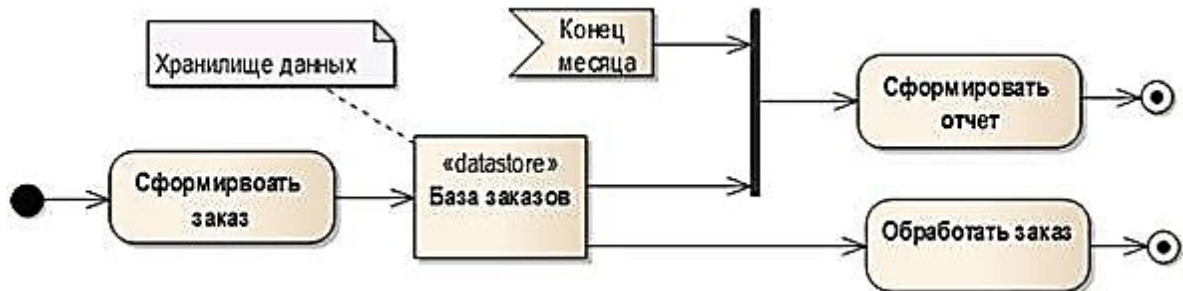 Конец
месяца
Хранилище данных
Сформировать
отчет
«datastore»
База заказов
Сформирвоать
заказ
Обработать заказ